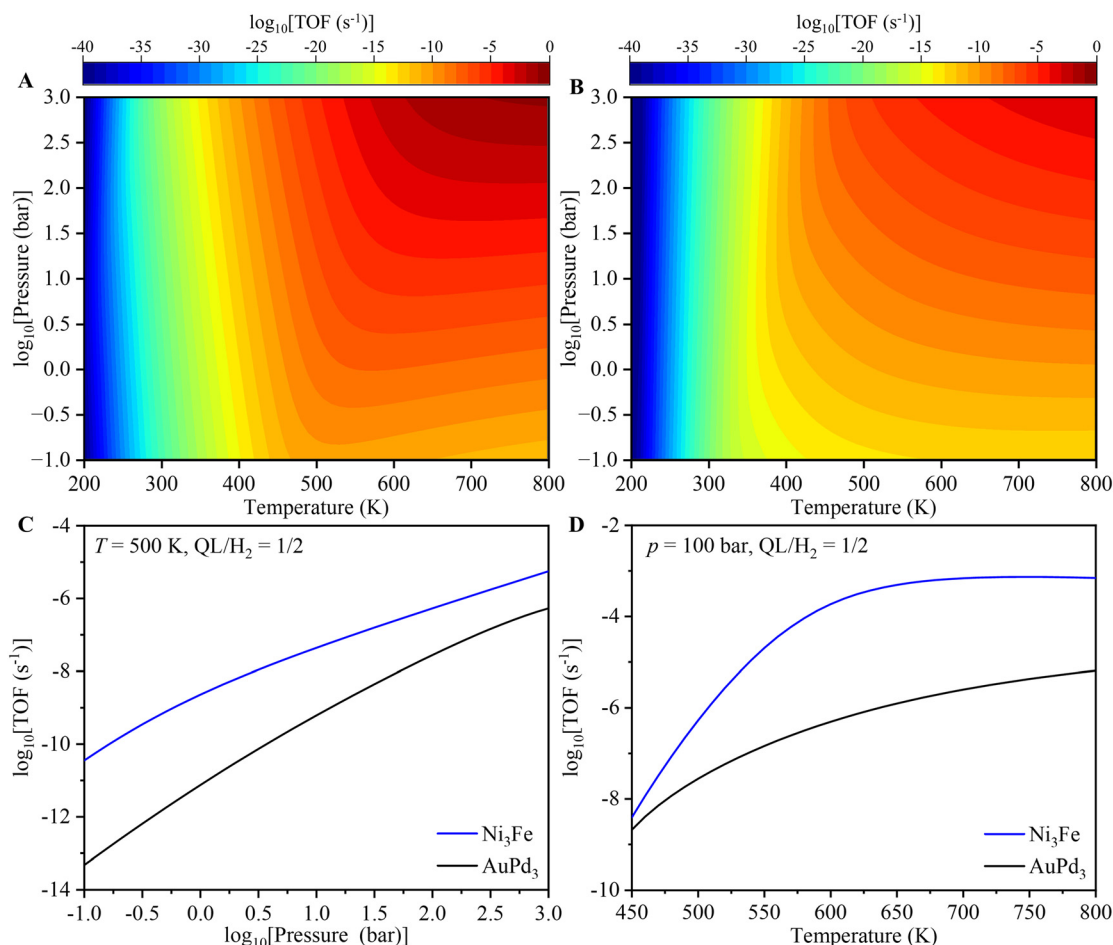 log₁₀[TOF (s⁻¹)]
-40 -35 -30 -25 -20 -15 -10 -5 0
A
log₁₀[Pressure (bar)]
3.0
2.5
2.0
1.5
1.0
0.5
0.0
−0.5
−1.0
200 300 400 500 600 700 800
Temperature (K)
log₁₀[TOF (s⁻¹)]
-40 -35 -30 -25 -20 -15 -10 -5 0
B
log₁₀[Pressure (bar)]
3.0
2.5
2.0
1.5
1.0
0.5
0.0
−0.5
−1.0
200 300 400 500 600 700 800
Temperature (K)
C
T = 500 K, QL/H₂ = 1/2
log₁₀[TOF (s⁻¹)]
-4
-6
-8
-10
-12
-14
Ni₃Fe
AuPd₃
-1.0 -0.5 0.0 0.5 1.0 1.5 2.0 2.5 3.0
log₁₀[Pressure (bar)]
D
p = 100 bar, QL/H₂ = 1/2
log₁₀[TOF (s⁻¹)]
-2
-4
-6
-8
-10
Ni₃Fe
AuPd₃
450 500 550 600 650 700 750 800
Temperature (K)